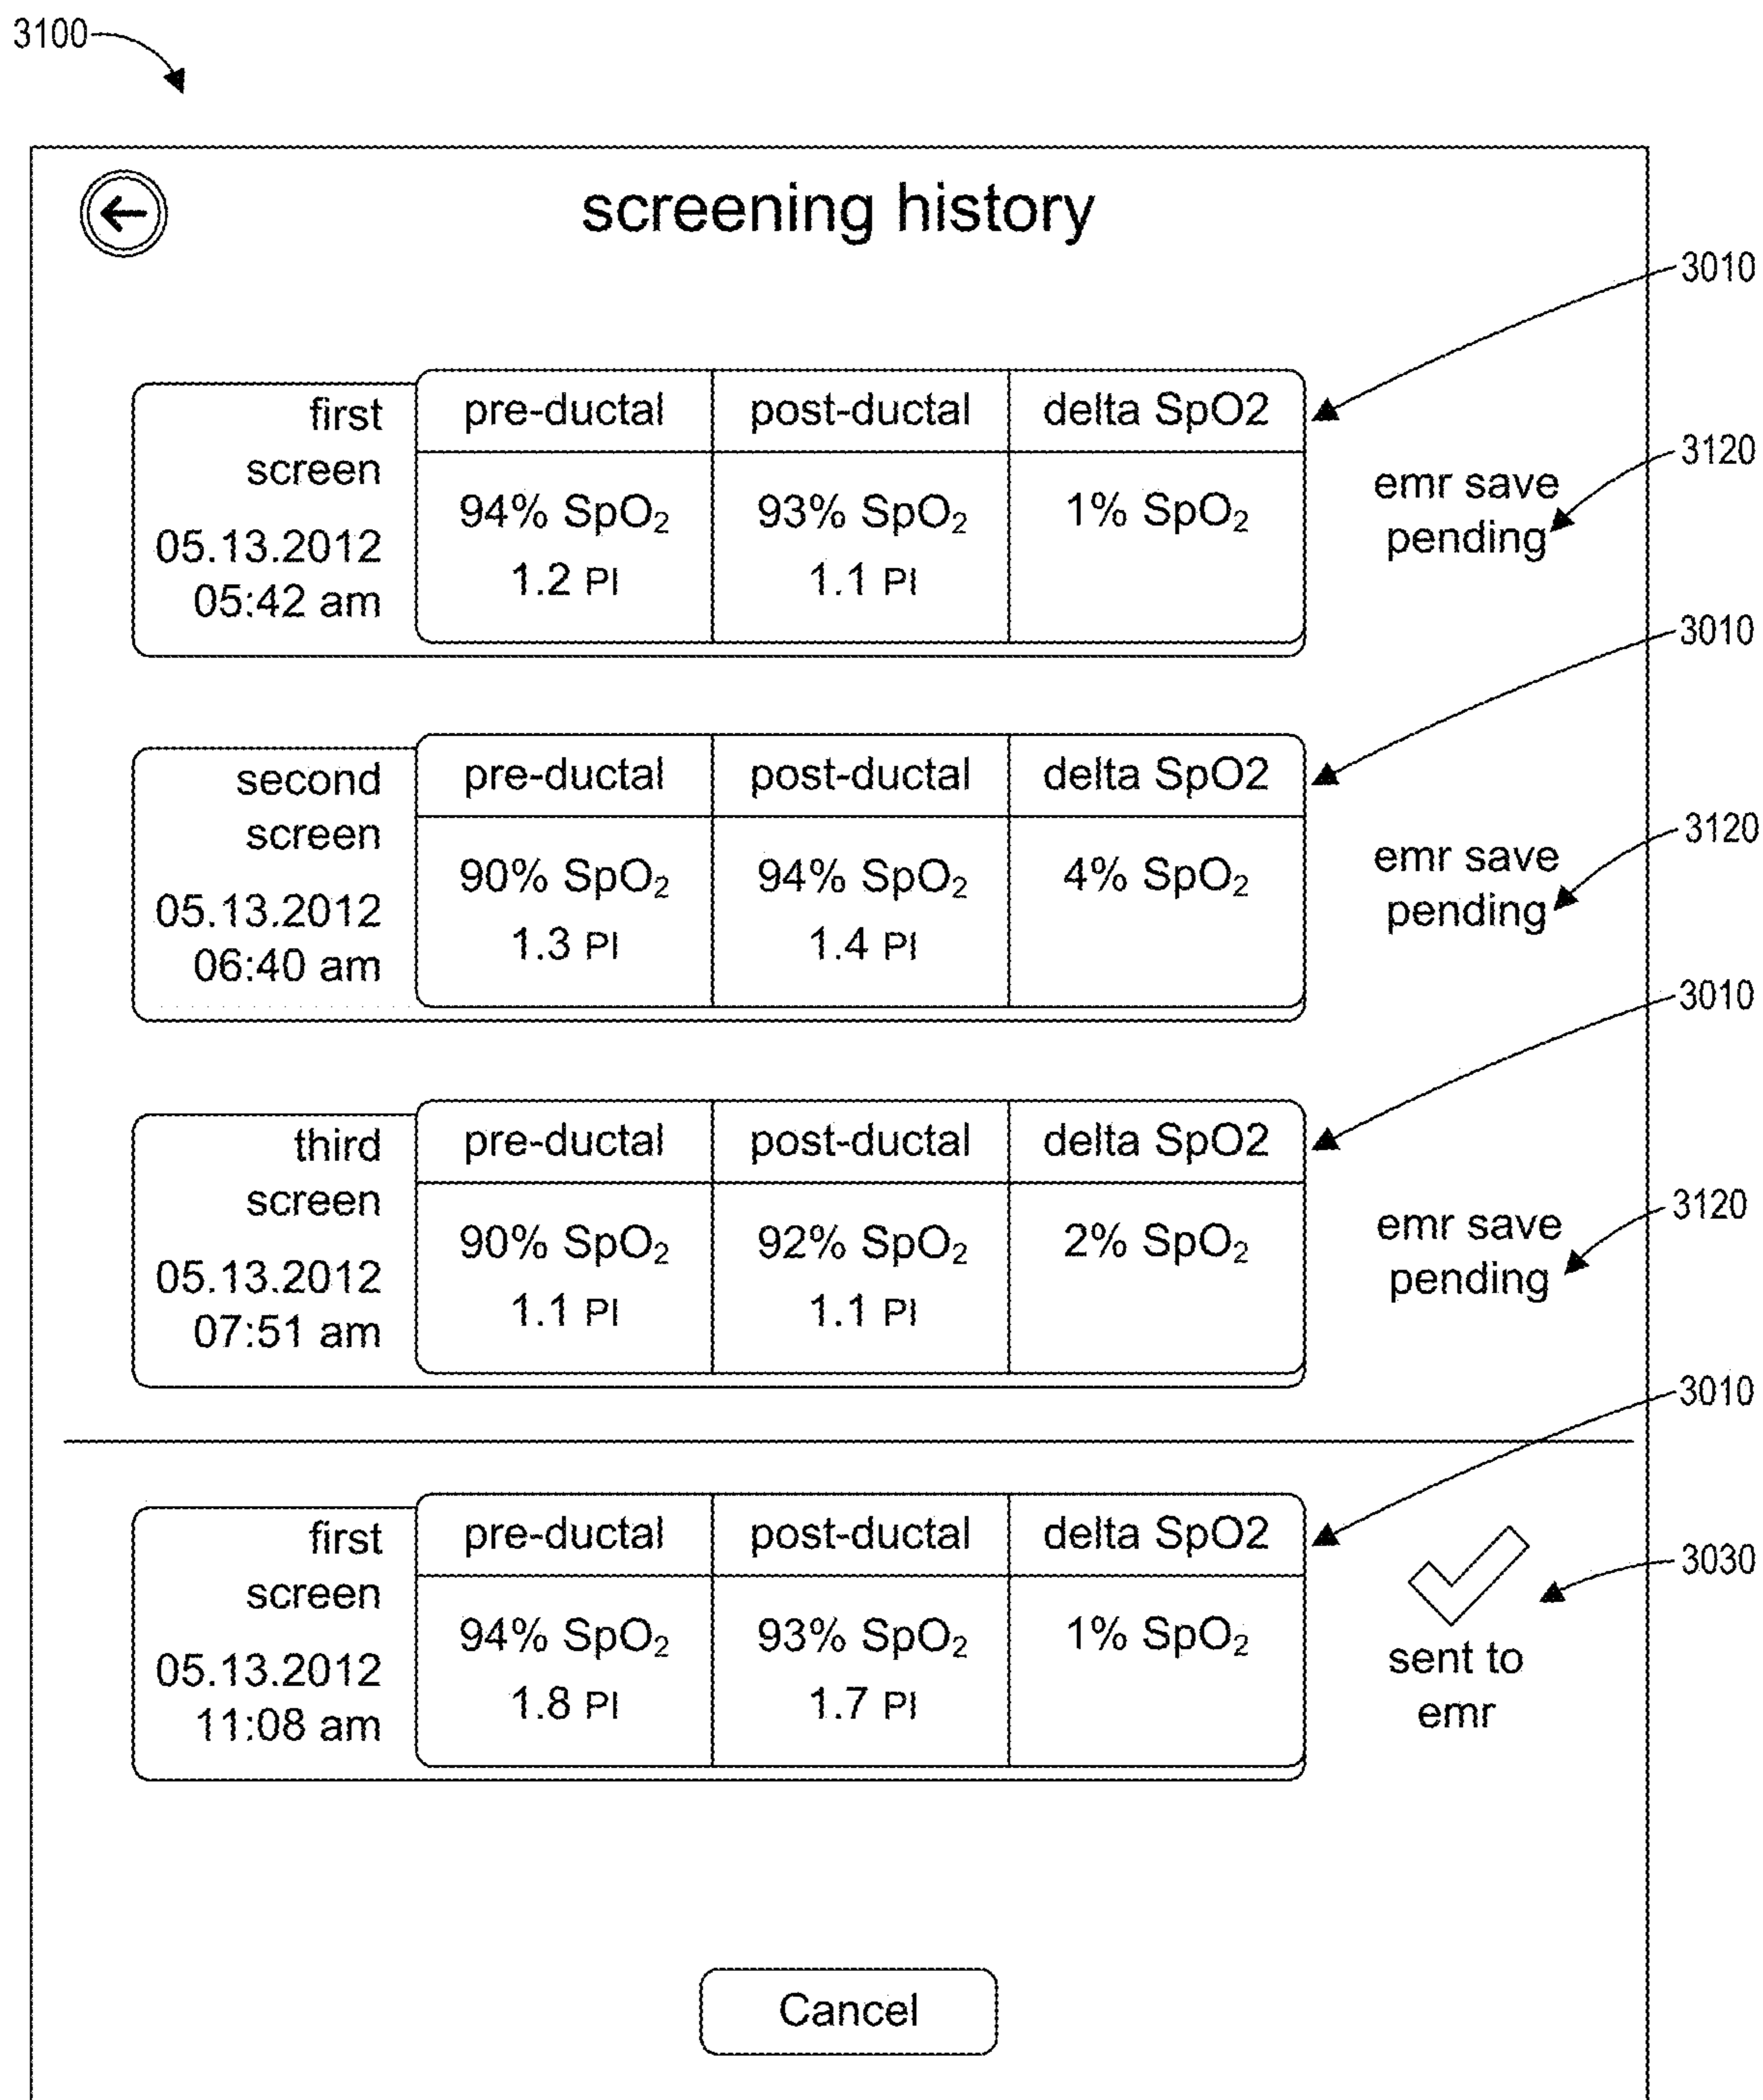 3100
screening history
3010
first
screen
05.13.2012
05:42 am
pre-ductal post-ductal delta SpO2
94% SpO₂ 93% SpO₂ 1% SpO₂
1.2 PI 1.1 PI
emr save
pending
3120
3010
second
screen
05.13.2012
06:40 am
pre-ductal post-ductal delta SpO2
90% SpO₂ 94% SpO₂ 4% SpO₂
1.3 PI 1.4 PI
emr save
pending
3120
3010
third
screen
05.13.2012
07:51 am
pre-ductal post-ductal delta SpO2
90% SpO₂ 92% SpO₂ 2% SpO₂
1.1 PI 1.1 PI
emr save
pending
3120
3010
first
screen
05.13.2012
11:08 am
pre-ductal post-ductal delta SpO2
94% SpO₂ 93% SpO₂ 1% SpO₂
1.8 PI 1.7 PI
sent to
emr
3030
Cancel